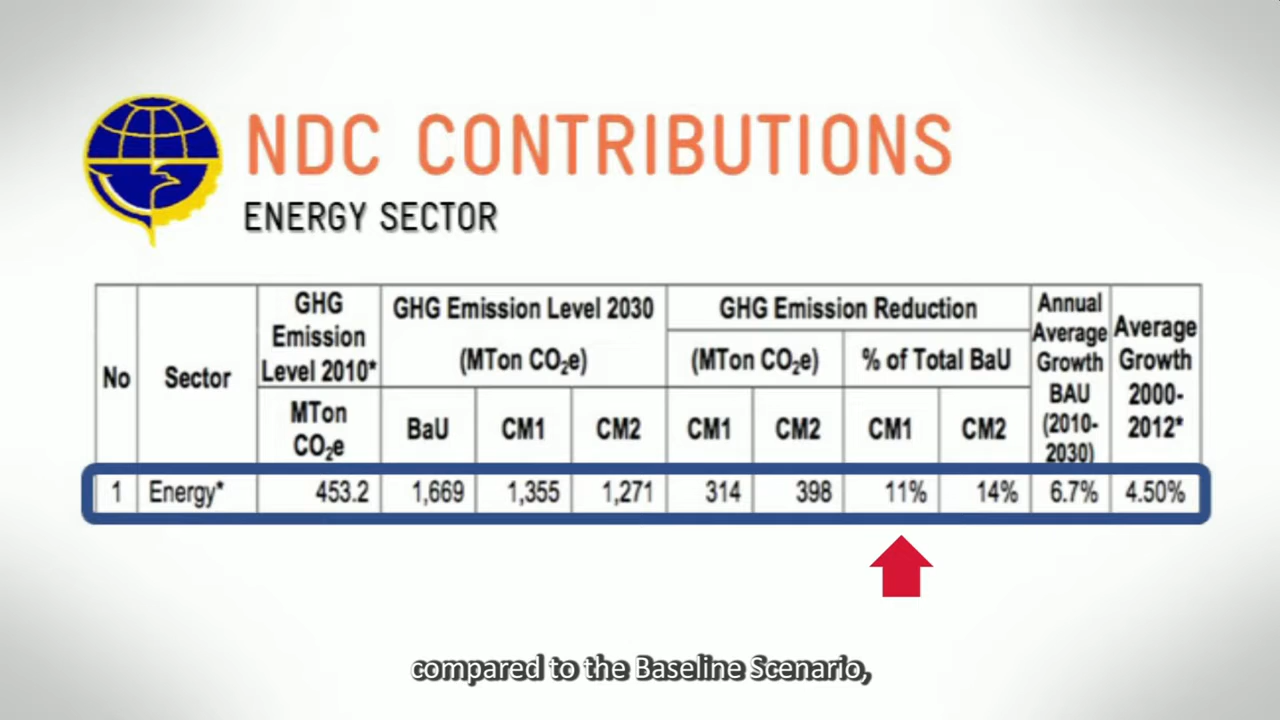 NDC CONTRIBUTIONS
ENERGY SECTOR
No
Sector
GHG
Emission
Level 2010*
MTon
CO₂e
GHG Emission Level 2030
(MTon CO₂e)
BaU
CM1
CM2
GHG Emission Reduction
(MTon CO₂e)
CM1
CM2
% of Total BaU
CM1
CM2
Annual
Average
Growth
BAU
(2010-
2030)
Average
Growth
2000-
2012*
1 Energy* 453.2 1,669 1,355 1,271 314 398 11% 14% 6.7% 4.50%
compared to the Baseline Scenario,